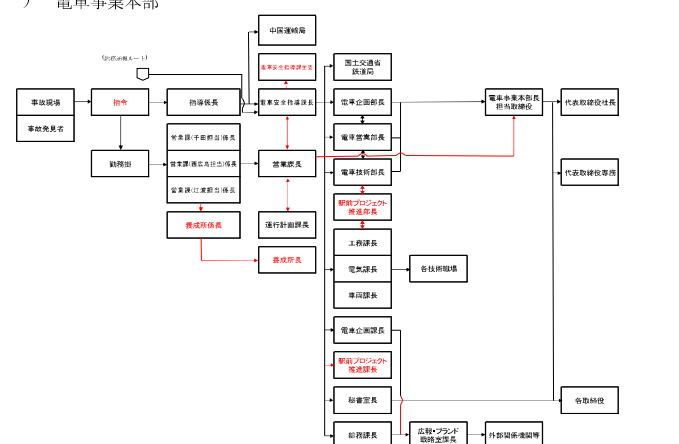 電車事業本部
中国運輸局
電車安全指導課主査
国土交通省
鉄道局
事故現場
事故発見者
指令
指導係長
電車安全指導課長
電車企画部長
電車事業本部長
担当取締役
代表取締役社長
営業課(千田担当)係長
電車営業部長
勤務掛
営業課(西広島担当)係長
営業課長
電車技術部長
代表取締役専務
営業課(江波担当)係長
駅前プロジェクト
推進部長
養成所係長
運行計画課長
工務課長
養成所長
電気課長
各技術職場
車両課長
電車企画課長
駅前プロジェクト
推進課長
秘書室長
各取締役
総務課長
広報・ブランド
戦略室課長
外部関係機関等